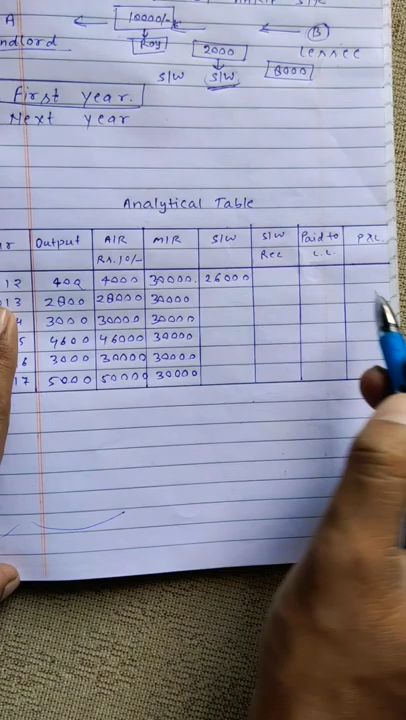 A 10000/-
ndlord Roy 2000 B
lessee
S/W S/W 8000
First year.
Next year
Analytical Table
Output A/R M/R S/W S/W Paid to P&L
Rs.10/- Rec L.L.
12 400 4000 30000. 26000
13 2800 28000 30000
4 3000 30000 30000
5 4600 46000 30000
6 3000 30000 30000
17 5000 50000 30000